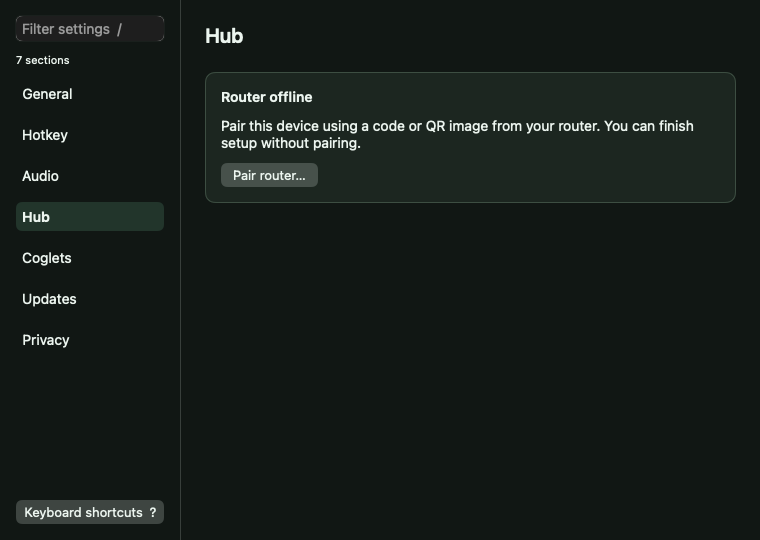 Filter settings /
7 sections
General
Hotkey
Audio
Hub
Coglets
Updates
Privacy
Keyboard shortcuts ?
Hub
Router offline
Pair this device using a code or QR image from your router. You can finish
setup without pairing.
Pair router...